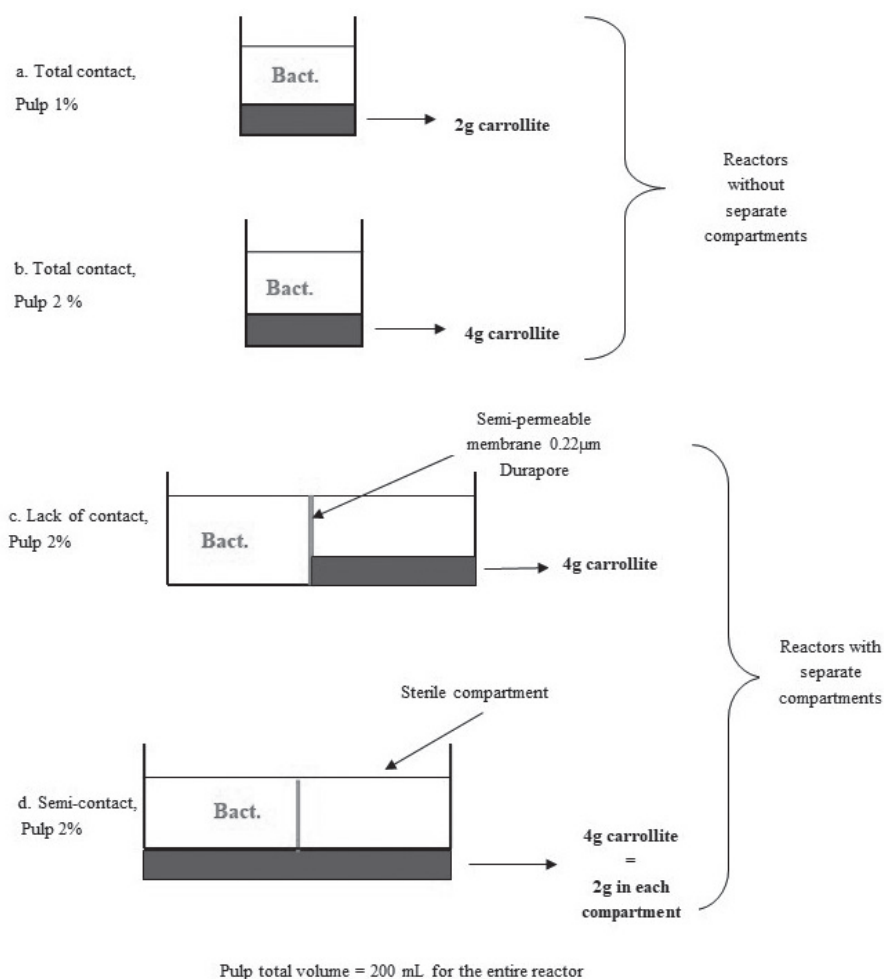 a. Total contact,
Pulp 1%
Bact.
2g carrollite
Reactors
without
separate
compartments
b. Total contact,
Pulp 2 %
Bact.
4g carrollite
Semi-permeable
membrane 0.22µm
Durapore
c. Lack of contact,
Pulp 2%
Bact.
4g carrollite
Reactors with
separate
compartments
Sterile compartment
d. Semi-contact,
Pulp 2%
Bact.
4g carrollite
=
2g in each
compartment
Pulp total volume = 200 mL for the entire reactor